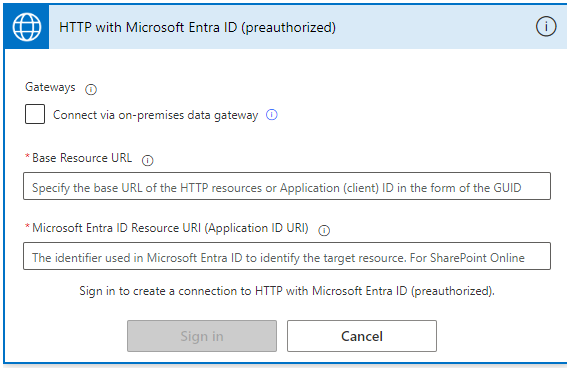 HTTP with Microsoft Entra ID (preauthorized)
Gateways
Connect via on-premises data gateway
* Base Resource URL
Specify the base URL of the HTTP resources or Application (client) ID in the form of the GUID
* Microsoft Entra ID Resource URI (Application ID URI)
The identifier used in Microsoft Entra ID to identify the target resource. For SharePoint Online
Sign in to create a connection to HTTP with Microsoft Entra ID (preauthorized).
Sign in Cancel